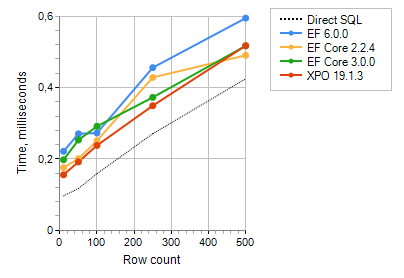 Time, milliseconds
0,6
0,4
0,2
0
0 100 200 300 400 500
Row count
Direct SQL
EF 6.0.0
EF Core 2.2.4
EF Core 3.0.0
XPO 19.1.3